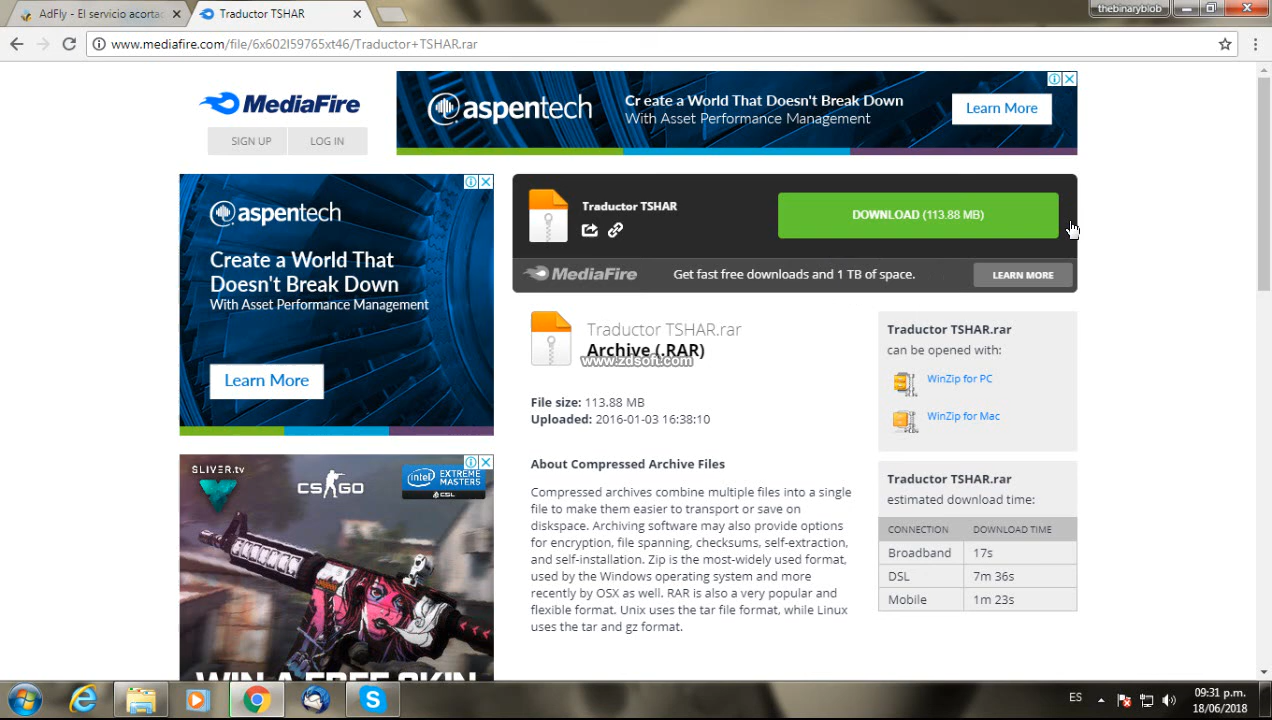 AdFly - El servicio acorta
Traductor TSHAR
thebinaryblob
www.mediafire.com/file/6x602l59765xt46/Traductor+TSHAR.rar
MediaFire
SIGN UP
LOG IN
aspentech
Create a World That Doesn't Break Down
With Asset Performance Management
Learn More
aspentech
Create a World That
Doesn't Break Down
With Asset Performance Management
Learn More
Traductor TSHAR
DOWNLOAD (113.88 MB)
MediaFire
Get fast free downloads and 1 TB of space.
LEARN MORE
Traductor TSHAR.rar
Archive (.RAR)
www.zdsoft.com
File size: 113.88 MB
Uploaded: 2016-01-03 16:38:10
About Compressed Archive Files
Compressed archives combine multiple files into a single
file to make them easier to transport or save on
diskspace. Archiving software may also provide options
for encryption, file spanning, checksums, self-extraction,
and self-installation. Zip is the most-widely used format,
used by the Windows operating system and more
recently by OSX as well. RAR is also a very popular and
flexible format. Unix uses the tar file format, while Linux
uses the tar and gz format.
Traductor TSHAR.rar
can be opened with:
WinZip for PC
WinZip for Mac
Traductor TSHAR.rar
estimated download time:
CONNECTION DOWNLOAD TIME
Broadband 17s
DSL 7m 36s
Mobile 1m 23s
SLIVER.tv
CS GO
intel EXTREME MASTERS
ESL
WIN A FREE SKIN
ES
09:31 p.m.
18/06/2018